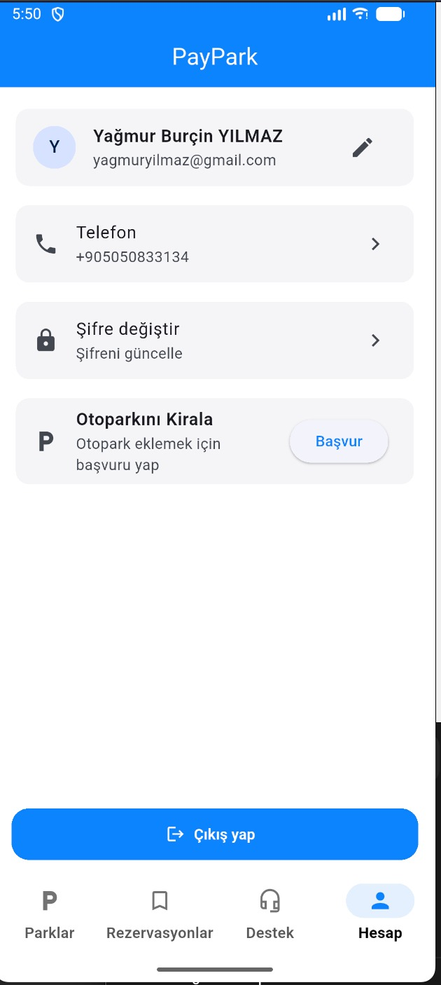 5:50
PayPark
Y
Yağmur Burçin YILMAZ
yagmuryilmaz@gmail.com
Telefon
+905050833134
Şifre değiştir
Şifreni güncelle
P
Otoparkını Kirala
Otopark eklemek için
başvuru yap
Başvur
Çıkış yap
P
Parklar
Rezervasyonlar
Destek
Hesap